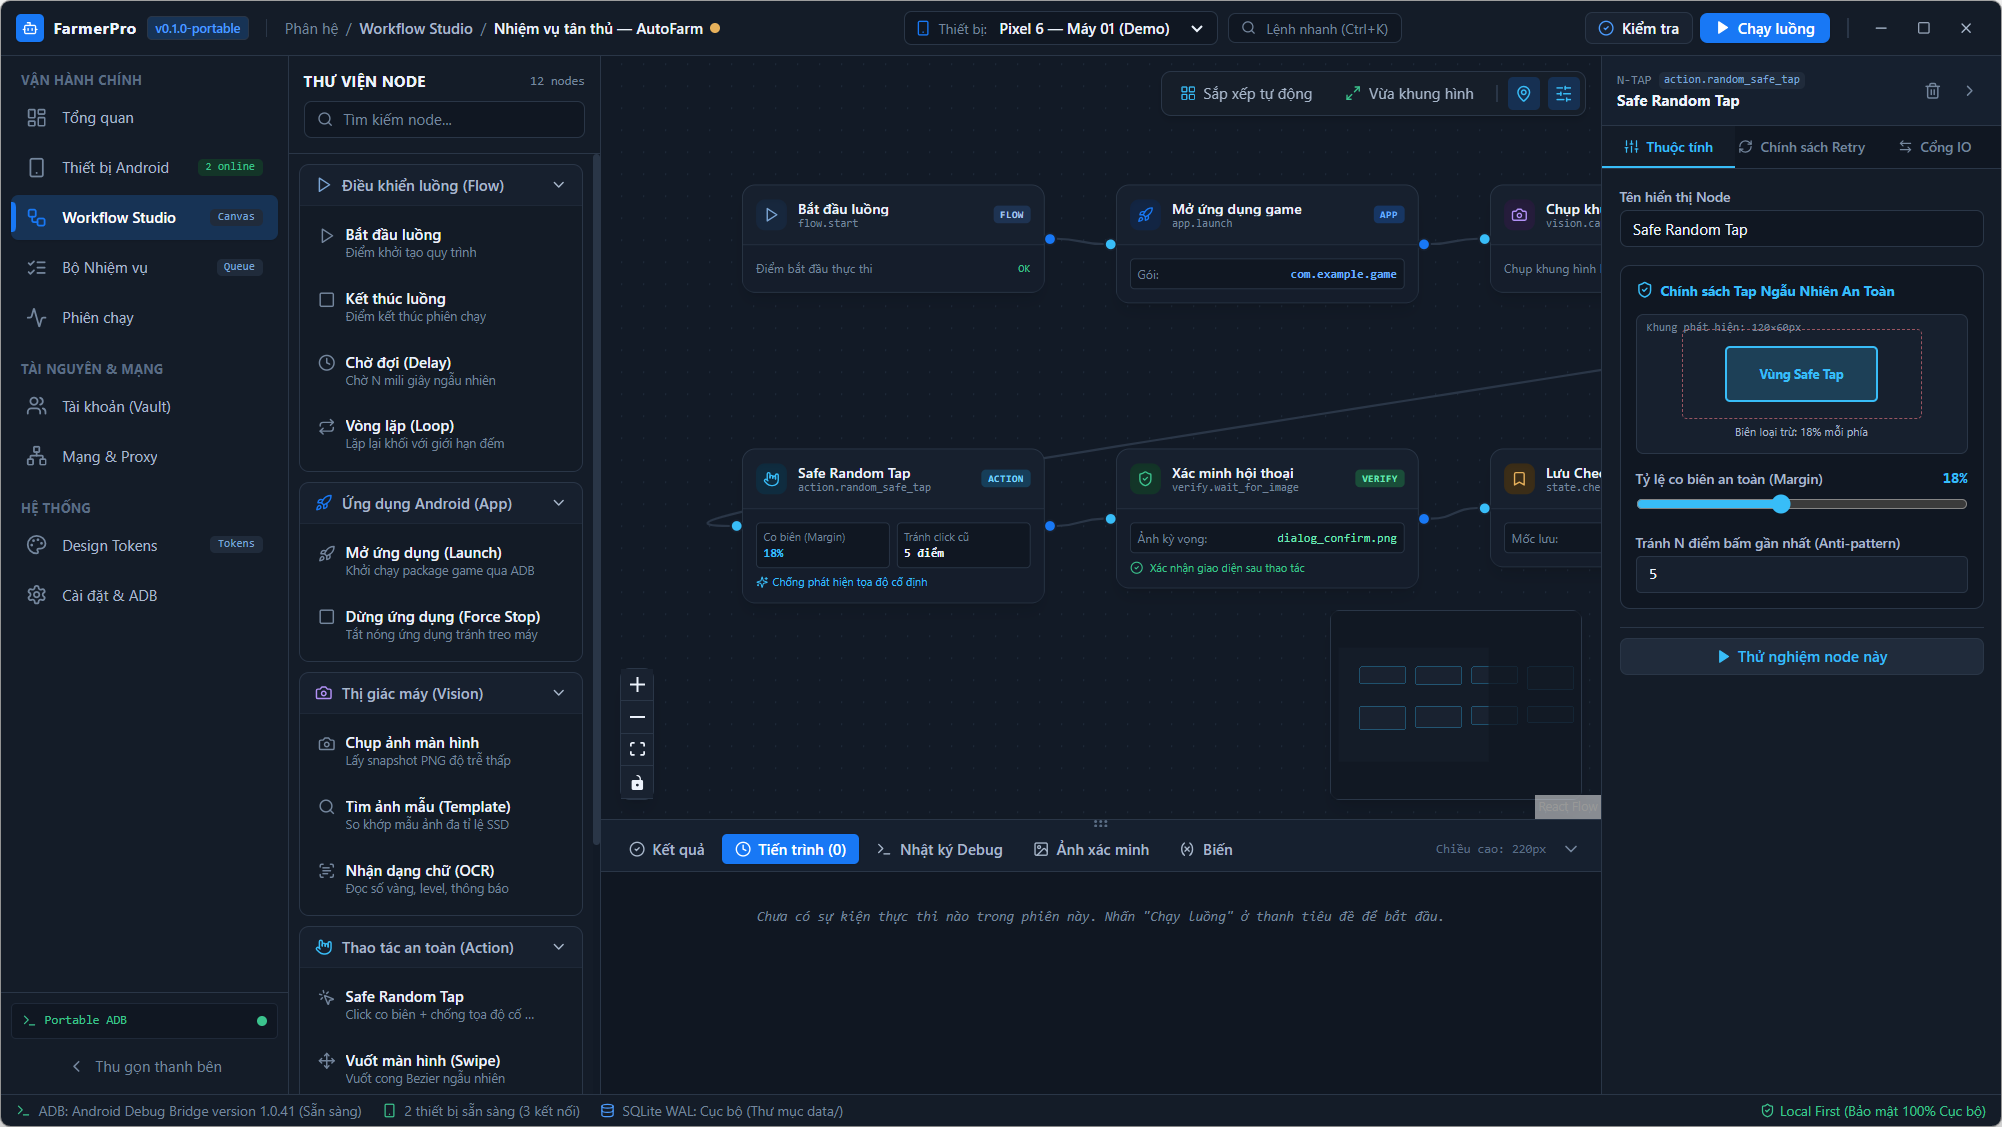 FarmerPro
v0.1.0-portable
Phân hệ / Workflow Studio / Nhiệm vụ tân thủ — AutoFarm
Thiết bị: Pixel 6 — Máy 01 (Demo)
Lệnh nhanh (Ctrl+K)
Kiểm tra
Chạy luồng
VẬN HÀNH CHÍNH
Tổng quan
Thiết bị Android
2 online
Workflow Studio
Canvas
Bộ Nhiệm vụ
Queue
Phiên chạy
TÀI NGUYÊN & MẠNG
Tài khoản (Vault)
Mạng & Proxy
HỆ THỐNG
Design Tokens
Tokens
Cài đặt & ADB
Portable ADB
Thu gọn thanh bên
THƯ VIỆN NODE
12 nodes
Tìm kiếm node...
Điều khiển luồng (Flow)
Bắt đầu luồng
Điểm khởi tạo quy trình
Kết thúc luồng
Điểm kết thúc phiên chạy
Chờ đợi (Delay)
Chờ N mili giây ngẫu nhiên
Vòng lặp (Loop)
Lặp lại khối với giới hạn đếm
Ứng dụng Android (App)
Mở ứng dụng (Launch)
Khởi chạy package game qua ADB
Dừng ứng dụng (Force Stop)
Tắt nóng ứng dụng tránh treo máy
Thị giác máy (Vision)
Chụp ảnh màn hình
Lấy snapshot PNG độ trễ thấp
Tìm ảnh mẫu (Template)
So khớp mẫu ảnh đa tỉ lệ SSD
Nhận dạng chữ (OCR)
Đọc số vàng, level, thông báo
Thao tác an toàn (Action)
Safe Random Tap
Click co biên + chống tọa độ cố ...
Vuốt màn hình (Swipe)
Vuốt cong Bezier ngẫu nhiên
Sắp xếp tự động
Vừa khung hình
Bắt đầu luồng
flow.start
FLOW
Điểm bắt đầu thực thi
OK
Mở ứng dụng game
app.launch
APP
Gói:
com.example.game
Chụp kh
vision.ca
Chụp khung hình
Safe Random Tap
action.random_safe_tap
ACTION
Co biên (Margin)
18%
Tránh click cũ
5 điểm
Chống phát hiện tọa độ cố định
Xác minh hội thoại
verify.wait_for_image
VERIFY
Ảnh kỳ vọng:
dialog_confirm.png
Xác nhận giao diện sau thao tác
Lưu Che
state.che
Mốc lưu:
React Flow
Kết quả
Tiến trình (0)
Nhật ký Debug
Ảnh xác minh
Biến
Chiều cao: 220px
Chưa có sự kiện thực thi nào trong phiên này. Nhấn "Chạy luồng" ở thanh tiêu đề để bắt đầu.
N-TAP
action.random_safe_tap
Safe Random Tap
Thuộc tính
Chính sách Retry
Cổng IO
Tên hiển thị Node
Safe Random Tap
Chính sách Tap Ngẫu Nhiên An Toàn
Khung phát hiện: 120×60px
Vùng Safe Tap
Biên loại trừ: 18% mỗi phía
Tỷ lệ co biên an toàn (Margin)
18%
Tránh N điểm bấm gần nhất (Anti-pattern)
5
Thử nghiệm node này
ADB: Android Debug Bridge version 1.0.41 (Sẵn sàng)
2 thiết bị sẵn sàng (3 kết nối)
SQLite WAL: Cục bộ (Thư mục data/)
Local First (Bảo mật 100% Cục bộ)